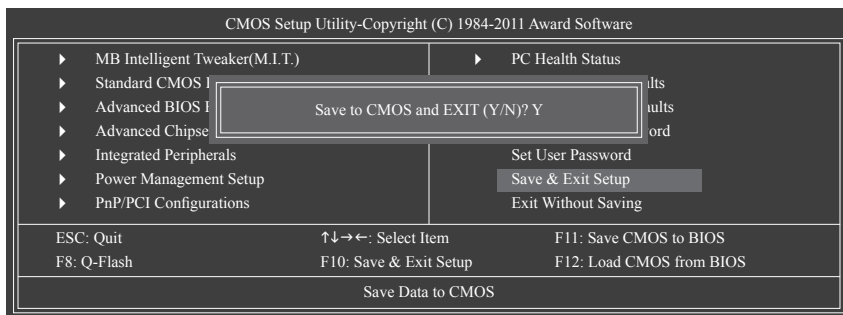 CMOS Setup Utility-Copyright (C) 1984-2011 Award Software
MB Intelligent Tweaker(M.I.T.)
Standard CMOS
Advanced BIOS
Advanced
Integrated Peripherals
Power Management Setup
PnP/PCI Configurations
PC Health Status
Set User Password
Save & Exit Setup
Exit Without Saving
Save to CMOS and EXIT (Y/N)? Y
ESC: Quit
↑↓→←: Select Item
F11: Save CMOS to BIOS
F8: Q-Flash
F10: Save & Exit Setup
F12: Load CMOS from BIOS
Save Data to CMOS